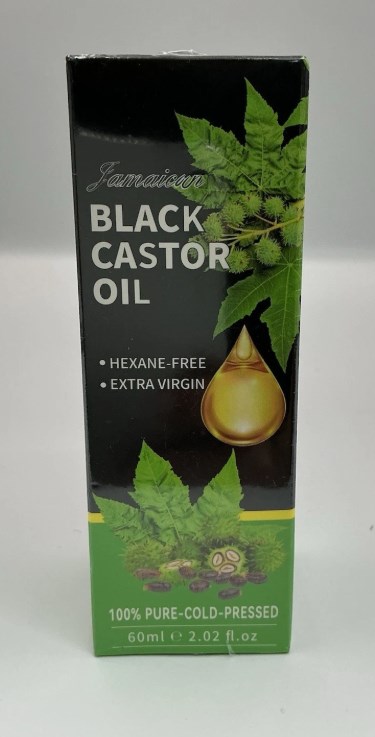 Jamaican
BLACK
CASTOR
OIL
• HEXANE-FREE
• EXTRA VIRGIN
100% PURE-COLD-PRESSED
60ml ℮ 2.02 fl.oz